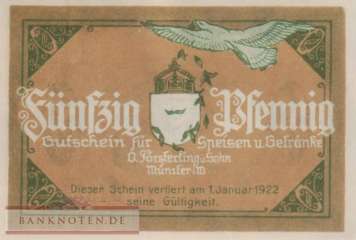 Fünfzig Pfennig
Gutschein für Speisen u. Getränke
O. Försterling u. Sohn
Münster i/W
Dieser Schein verliert am 1. Januar 1922
seine Gültigkeit.
BANKNOTEN.DE